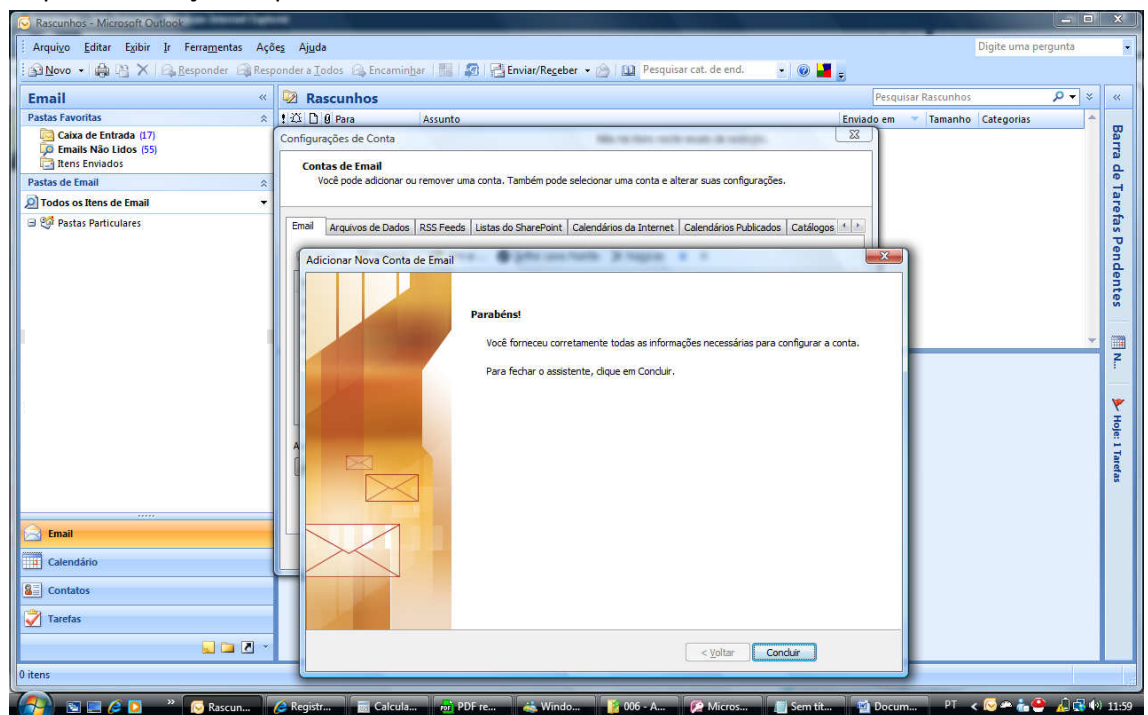 Rascunhos - Microsoft Outlook
Arquivo Editar Exibir Ir Ferramentas Ações Ajuda
Digite uma pergunta
Novo Responder Responder a Todos Encaminhar Enviar/Receber Pesquisar cat. de end.
Email «
Rascunhos
Pesquisar Rascunhos
Pastas Favoritas
Para Assunto Enviado em Tamanho Categorias
Caixa de Entrada (17)
Emails Não Lidos (55)
Itens Enviados
Pastas de Email
Todos os Itens de Email
Pastas Particulares
Configurações de Conta
Contas de Email
Você pode adicionar ou remover uma conta. Também pode selecionar uma conta e alterar suas configurações.
Email Arquivos de Dados RSS Feeds Listas do SharePoint Calendários da Internet Calendários Publicados Catálogos
Adicionar Nova Conta de Email
Parabéns!
Você forneceu corretamente todas as informações necessárias para configurar a conta.
Para fechar o assistente, clique em Concluir.
< Voltar Concluir
«
Barra de Tarefas Pendentes
N...
Hoje: 1 Tarefas
Email
Calendário
Contatos
Tarefas
0 itens
» Rascun... Registr... Calcula... PDF re... Windo... 006 - A... Micros... Sem tít... Docum... PT < 11:59